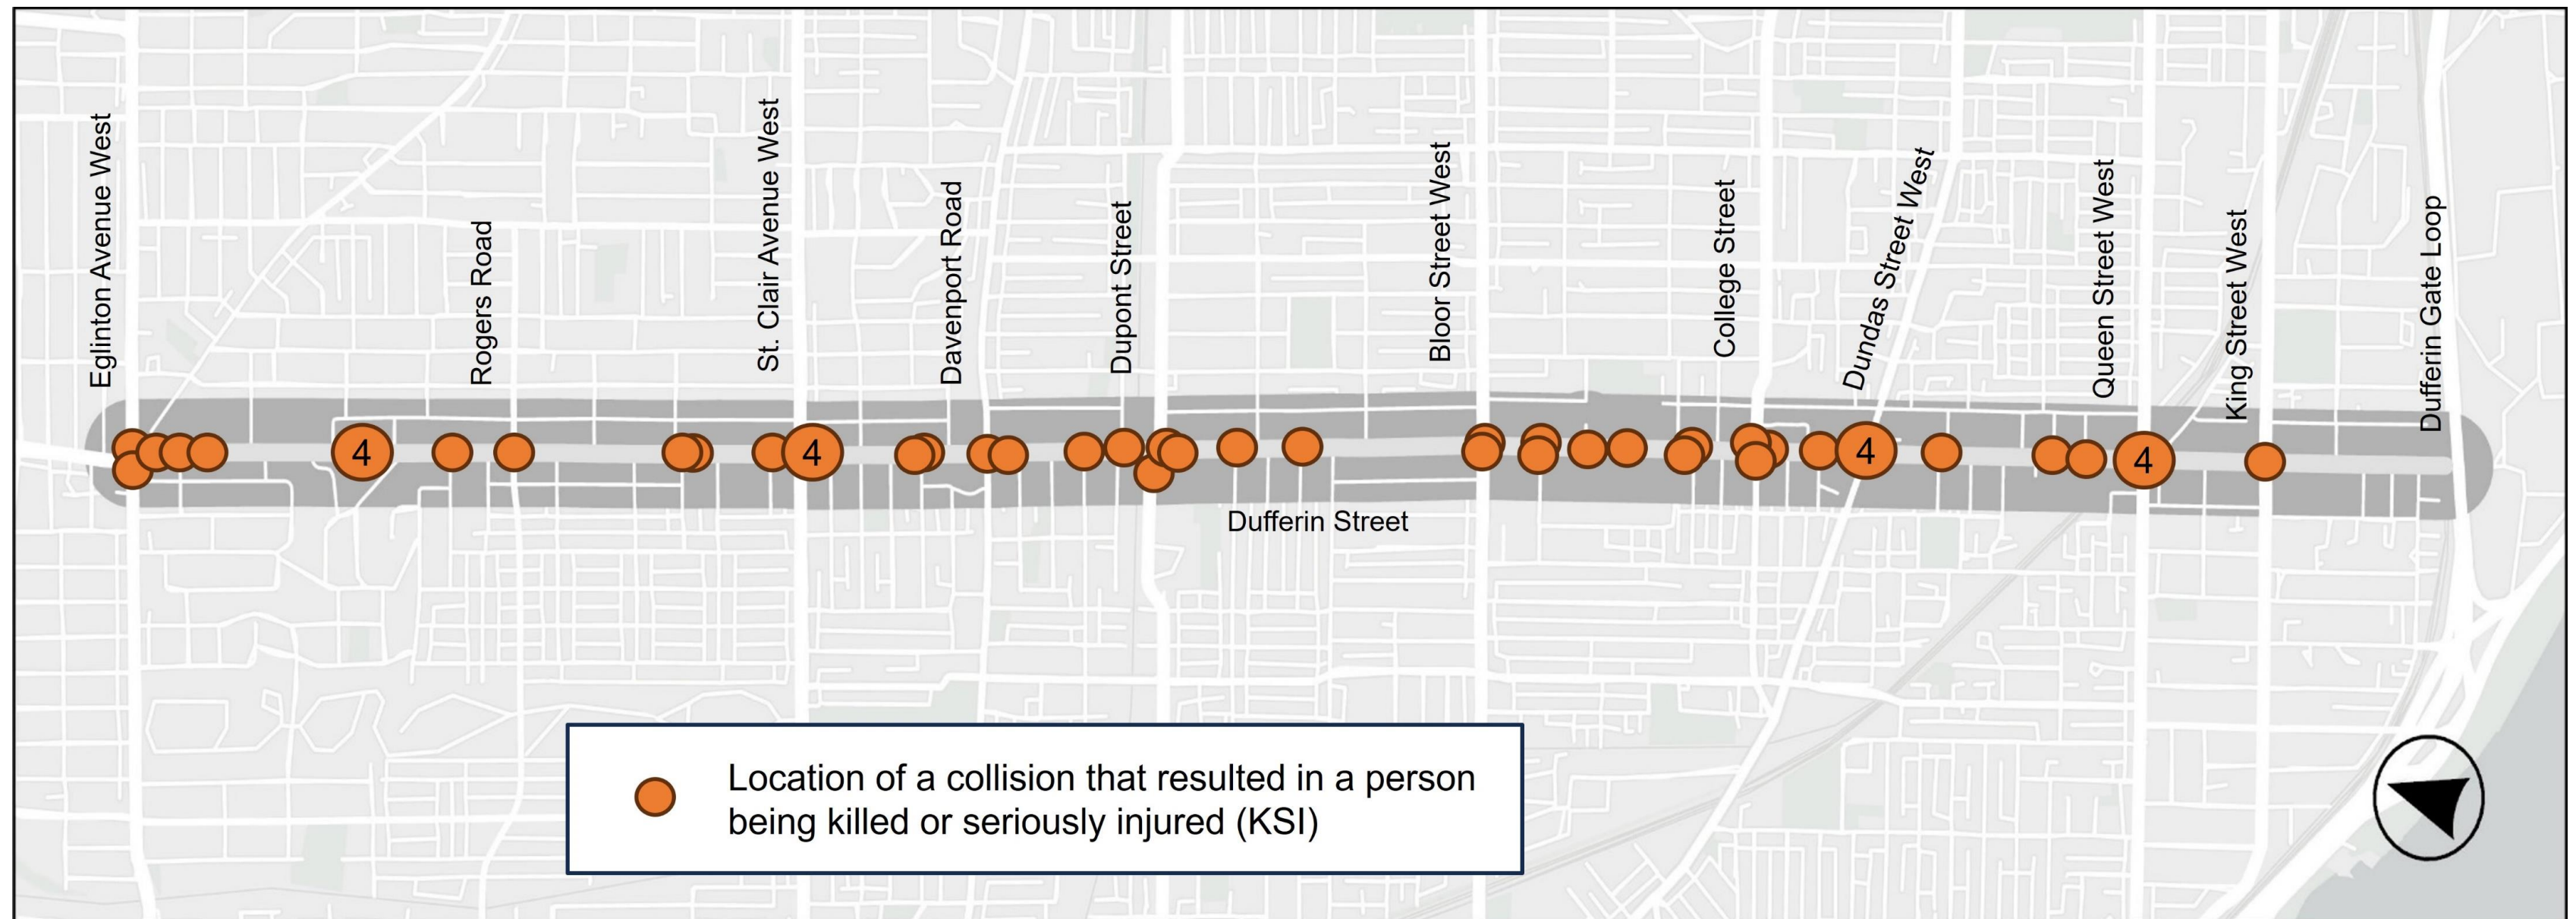 Eglinton Avenue West
Rogers Road
St. Clair Avenue West
Davenport Road
Dupont Street
Bloor Street West
College Street
Dundas Street West
Queen Street West
King Street West
Dufferin Gate Loop
4
4
4
4
Dufferin Street
Location of a collision that resulted in a person
being killed or seriously injured (KSI)